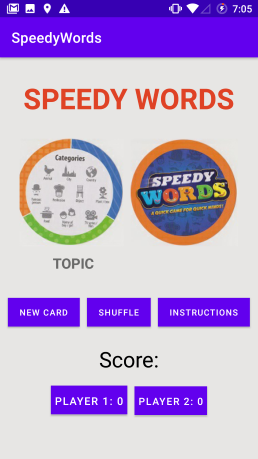 7:05
SpeedyWords
SPEEDY WORDS
Categories
SPEEDY
WORDS
A QUICK GAME FOR QUICK WORDS!
TOPIC
NEW CARD
SHUFFLE
INSTRUCTIONS
Score:
PLAYER 1: 0
PLAYER 2: 0